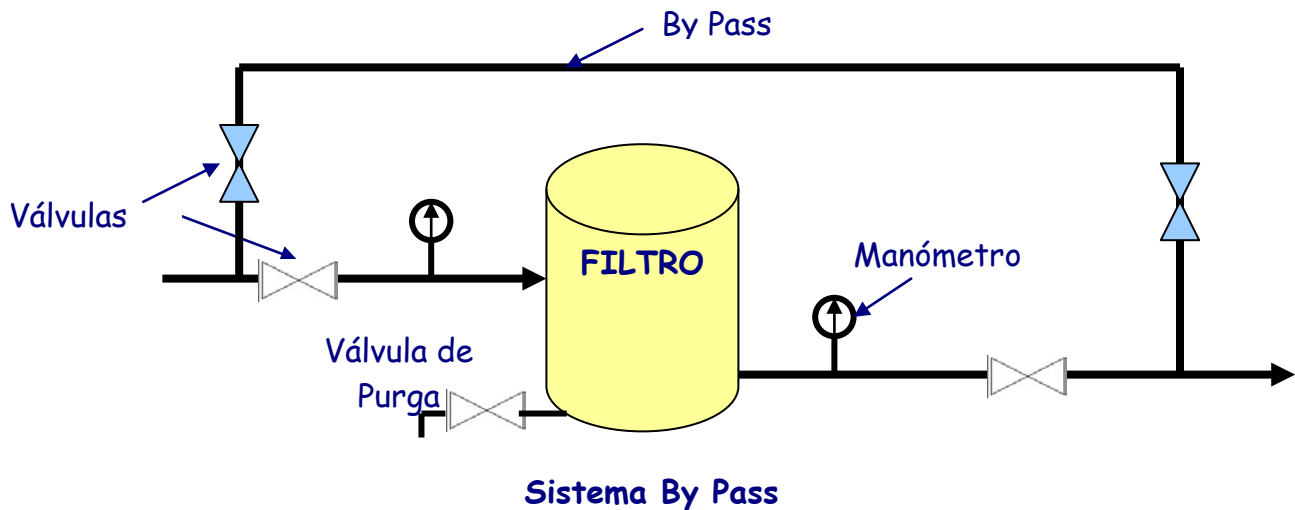 By Pass
Válvulas
FILTRO
Manómetro
Válvula de
Purga
Sistema By Pass